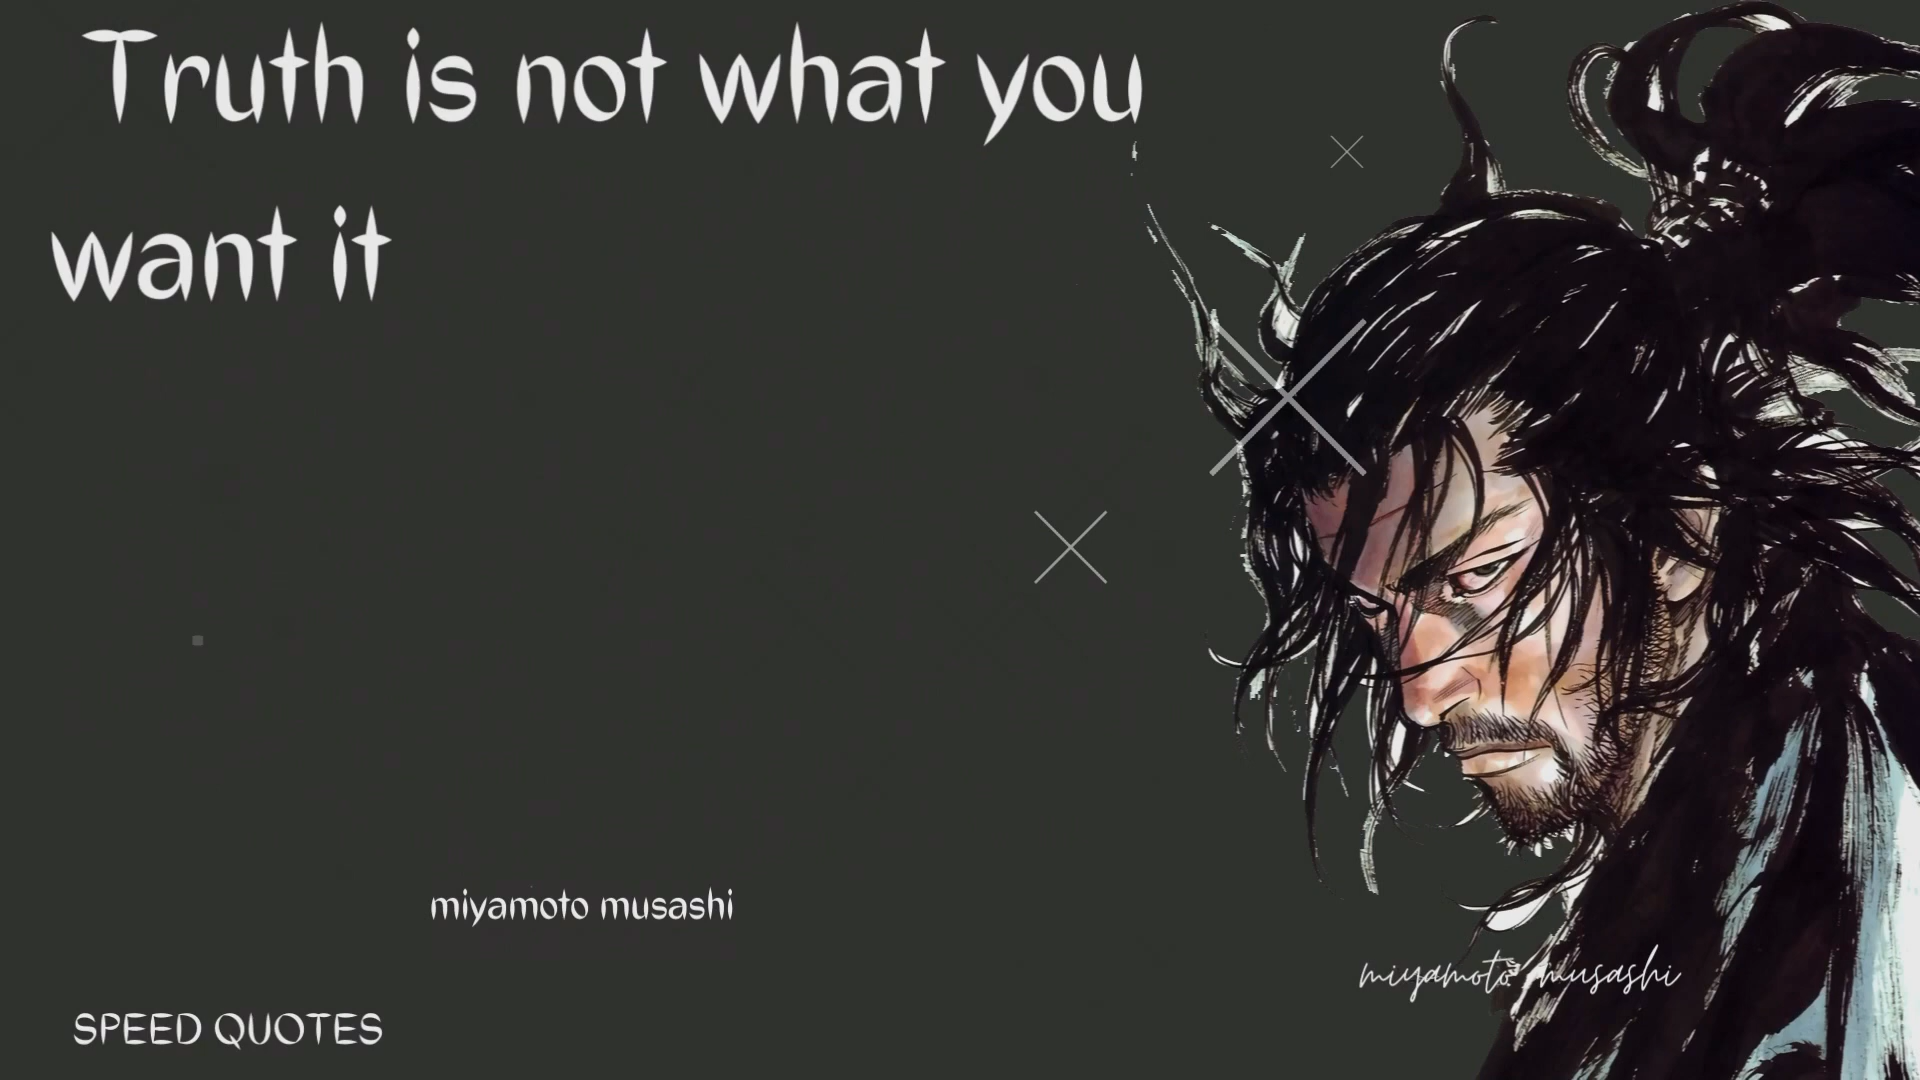 Truth is not what you
want it
miyamoto musashi
miyamoto musashi
SPEED QUOTES